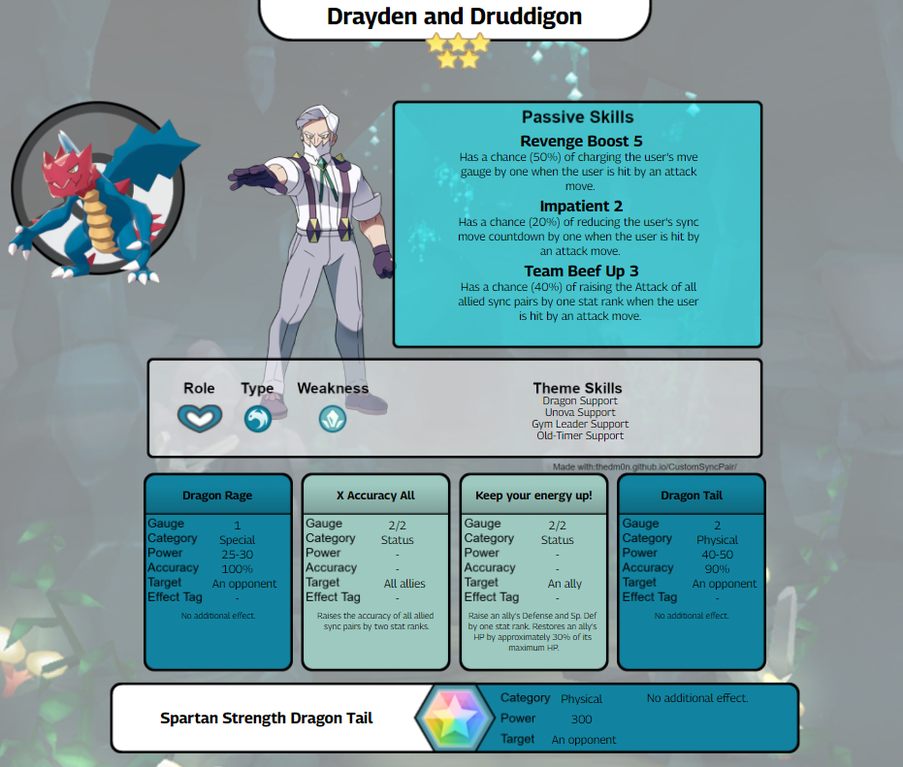 Drayden and Druddigon
Passive Skills
Revenge Boost 5
Has a chance (50%) of charging the user's mve
gauge by one when the user is hit by an attack
move.
Impatient 2
Has a chance (20%) of reducing the user's sync
move countdown by one when the user is hit by
an attack move.
Team Beef Up 3
Has a chance (40%) of raising the Attack of all
allied sync pairs by one stat rank when the user
is hit by an attack move.
Role Type Weakness
Theme Skills
Dragon Support
Unova Support
Gym Leader Support
Old-Timer Support
Made with:thedm0n.github.io/CustomSyncPair/
Dragon Rage
Gauge 1
Category Special
Power 25-30
Accuracy 100%
Target An opponent
Effect Tag -
No additional effect.
X Accuracy All
Gauge 2/2
Category Status
Power -
Accuracy -
Target All allies
Effect Tag -
Raises the accuracy of all allied
sync pairs by two stat ranks.
Keep your energy up!
Gauge 2/2
Category Status
Power -
Accuracy -
Target An ally
Effect Tag -
Raise an ally's Defense and Sp. Def
by one stat rank. Restores an ally's
HP by approximately 30% of its
maximum HP.
Dragon Tail
Gauge 2
Category Physical
Power 40-50
Accuracy 90%
Target An opponent
Effect Tag -
No additional effect.
Spartan Strength Dragon Tail
Category Physical
Power 300
Target An opponent
No additional effect.